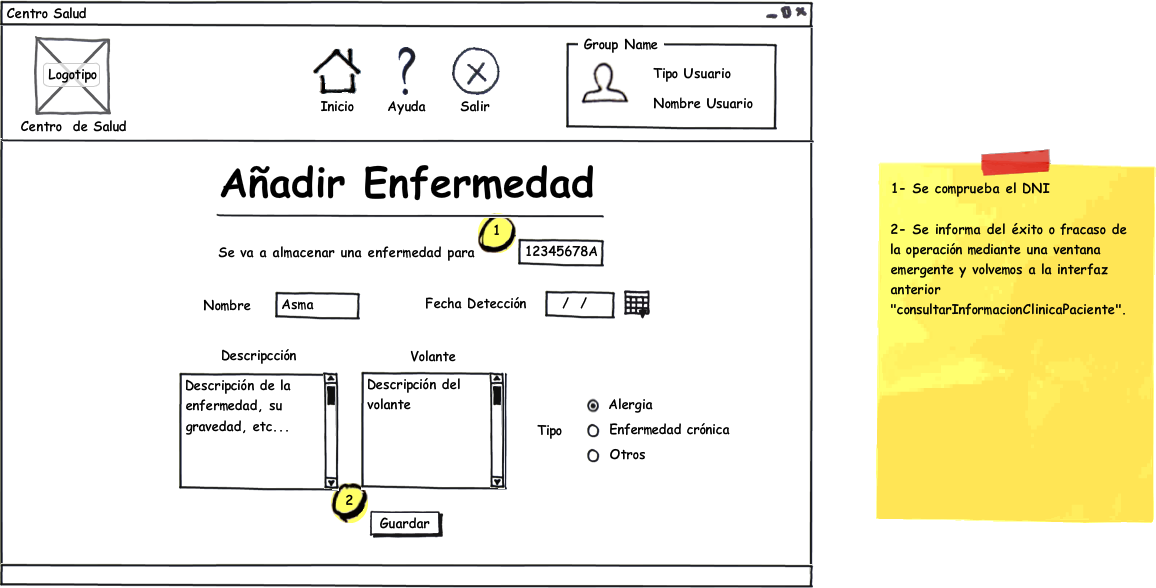 Centro Salud
Logotipo
Centro de Salud
Inicio
Ayuda
Salir
Group Name
Tipo Usuario
Nombre Usuario
Añadir Enfermedad
1
Se va a almacenar una enfermedad para
12345678A
Nombre
Asma
Fecha Detección
/ /
Descripcción
Volante
Descripción de la
enfermedad, su
gravedad, etc...
Descripción del
volante
Tipo
Alergia
Enfermedad crónica
Otros
2
Guardar
1- Se comprueba el DNI
2- Se informa del éxito o fracaso de
la operación mediante una ventana
emergente y volvemos a la interfaz
anterior
"consultarInformacionClinicaPaciente".